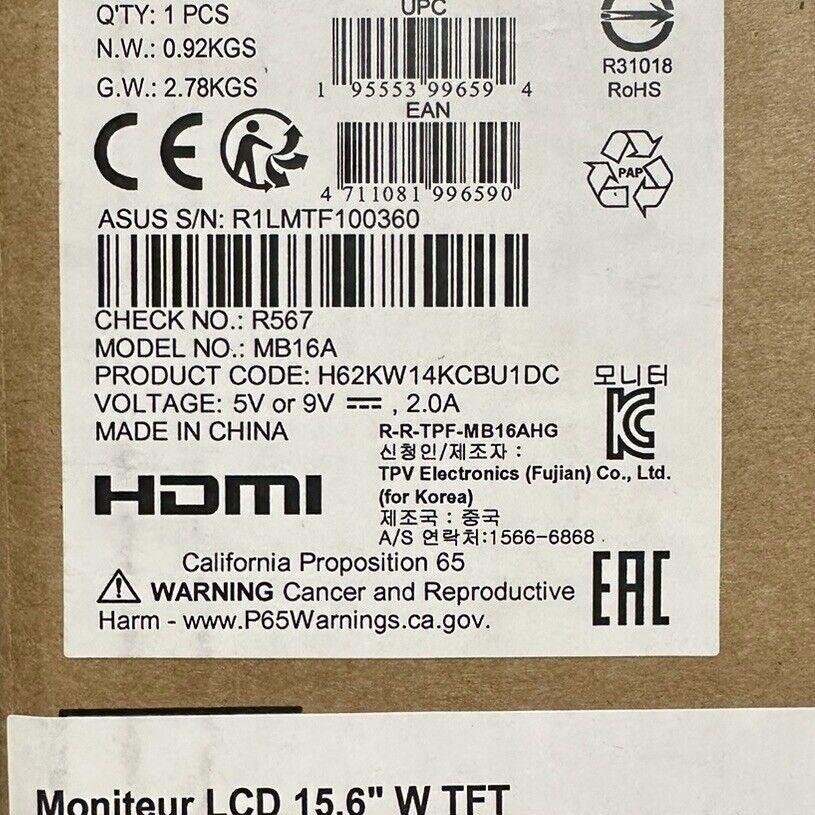 Q'TY: 1 PCS
UPC
N.W.: 0.92KGS
G.W.: 2.78KGS
1 95553 99659 4
R31018
RoHS
EAN
CE
4 711081 996590
PAP
ASUS S/N: R1LMTF100360
CHECK NO.: R567
MODEL NO.: MB16A
PRODUCT CODE: H62KW14KCBU1DC
모니터
VOLTAGE: 5V or 9V ⎓ , 2.0A
MADE IN CHINA
R-R-TPF-MB16AHG
신청인/제조자 :
TPV Electronics (Fujian) Co., Ltd.
(for Korea)
제조국 : 중국
A/S 연락처:1566-6868
HDMI
California Proposition 65
WARNING Cancer and Reproductive
Harm - www.P65Warnings.ca.gov.
EAC
Moniteur LCD 15.6" W TFT